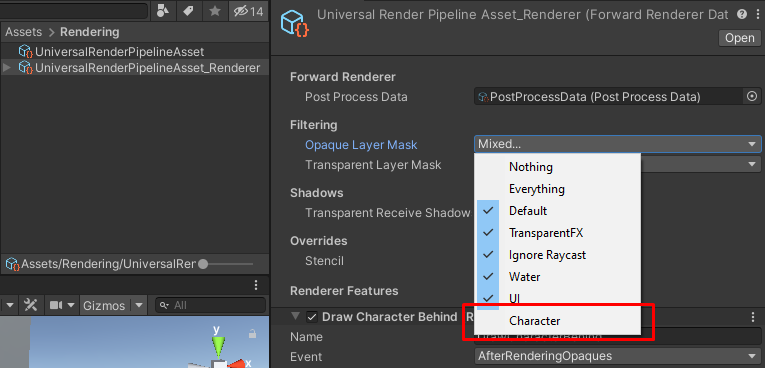 14
Assets > Rendering
UniversalRenderPipelineAsset
UniversalRenderPipelineAsset_Renderer
Assets/Rendering/UniversalRer
Gizmos
All
y
x
Universal Render Pipeline Asset_Renderer (Forward Renderer Dat
Open
Forward Renderer
Post Process Data
PostProcessData (Post Process Data)
Filtering
Opaque Layer Mask
Mixed...
Transparent Layer Mask
Nothing
Everything
Default
TransparentFX
Ignore Raycast
Water
UI
Character
Shadows
Transparent Receive Shadow
Overrides
Stencil
Renderer Features
Draw Character Behind
Name
Event
AfterRenderingOpaques